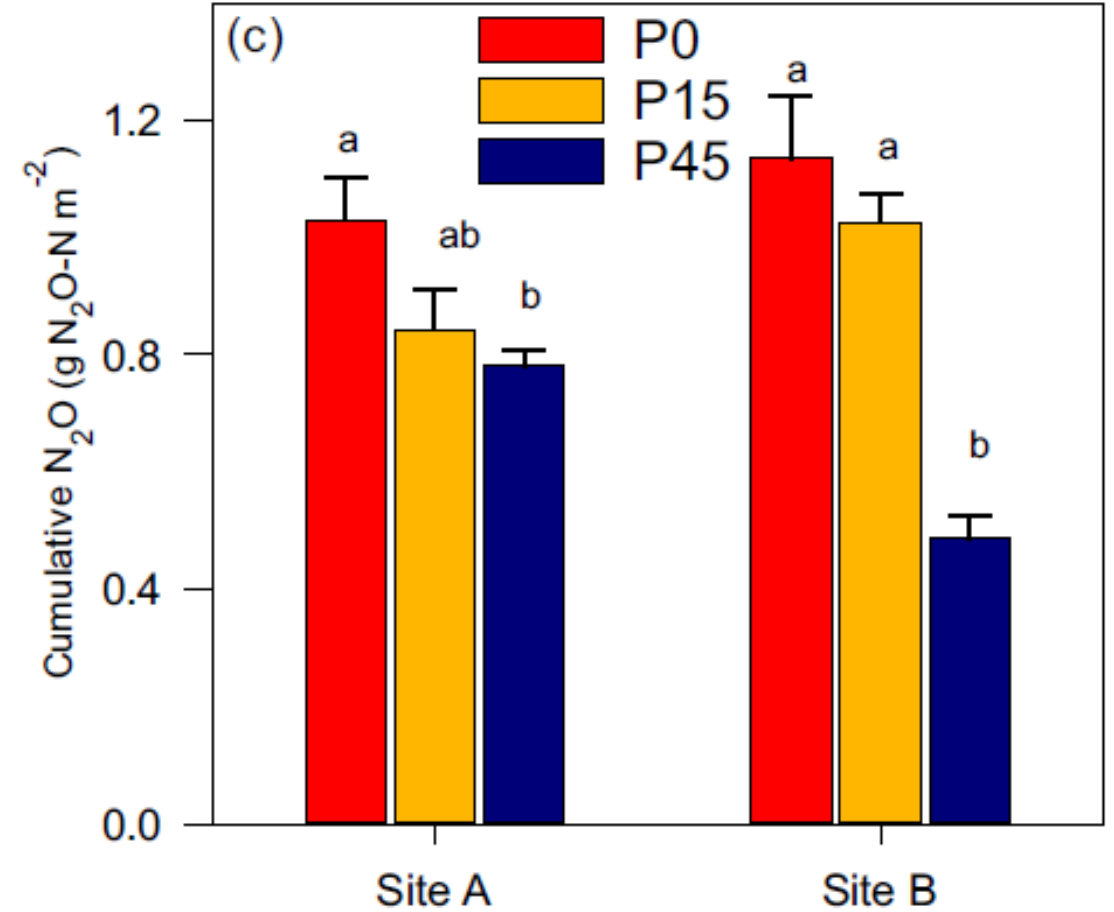 (c)
P0
P15
P45
Cumulative N₂O (g N₂O-N m⁻²)
1.2
0.8
0.4
0.0
a
ab
b
a
a
b
Site A
Site B